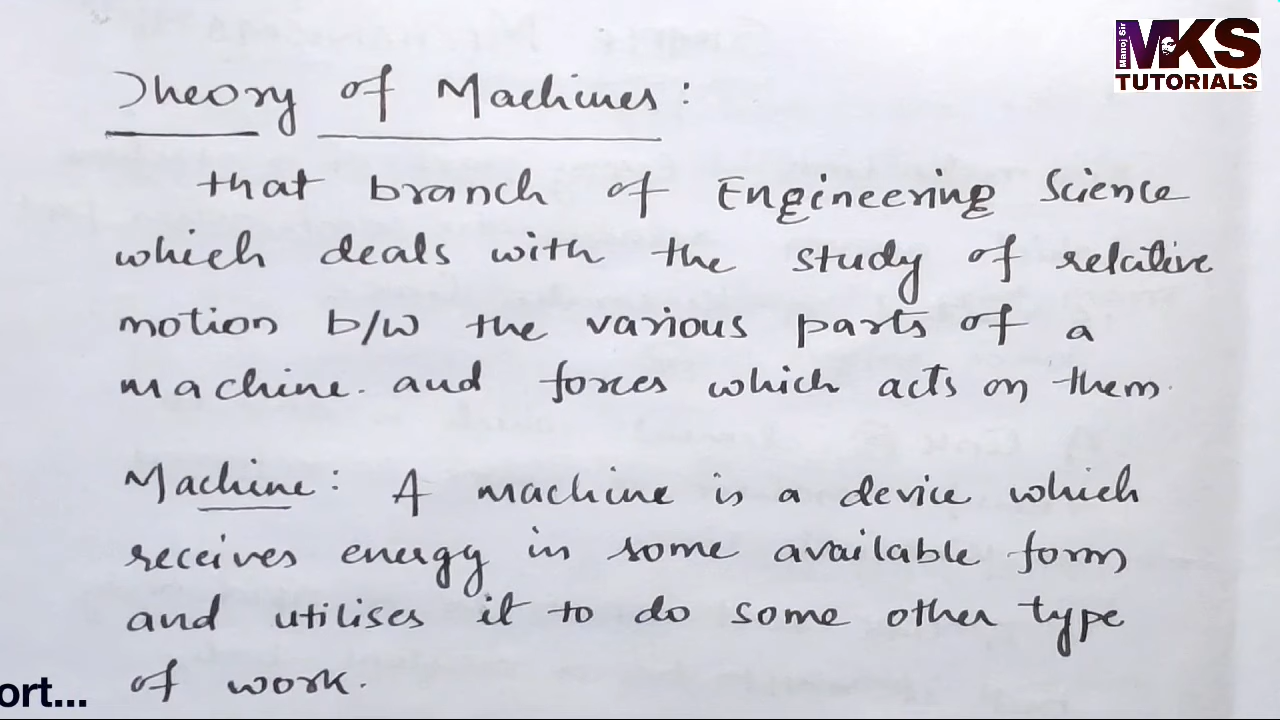 Manoj Sir
MKS
TUTORIALS
Theory of Machines :
that branch of Engineering Science
which deals with the study of relative
motion b/w the various parts of a
machine. and forces which acts on them.
Machine : A machine is a device which
receives energy in some available form
and utilises it to do some other type
of work.
ort...